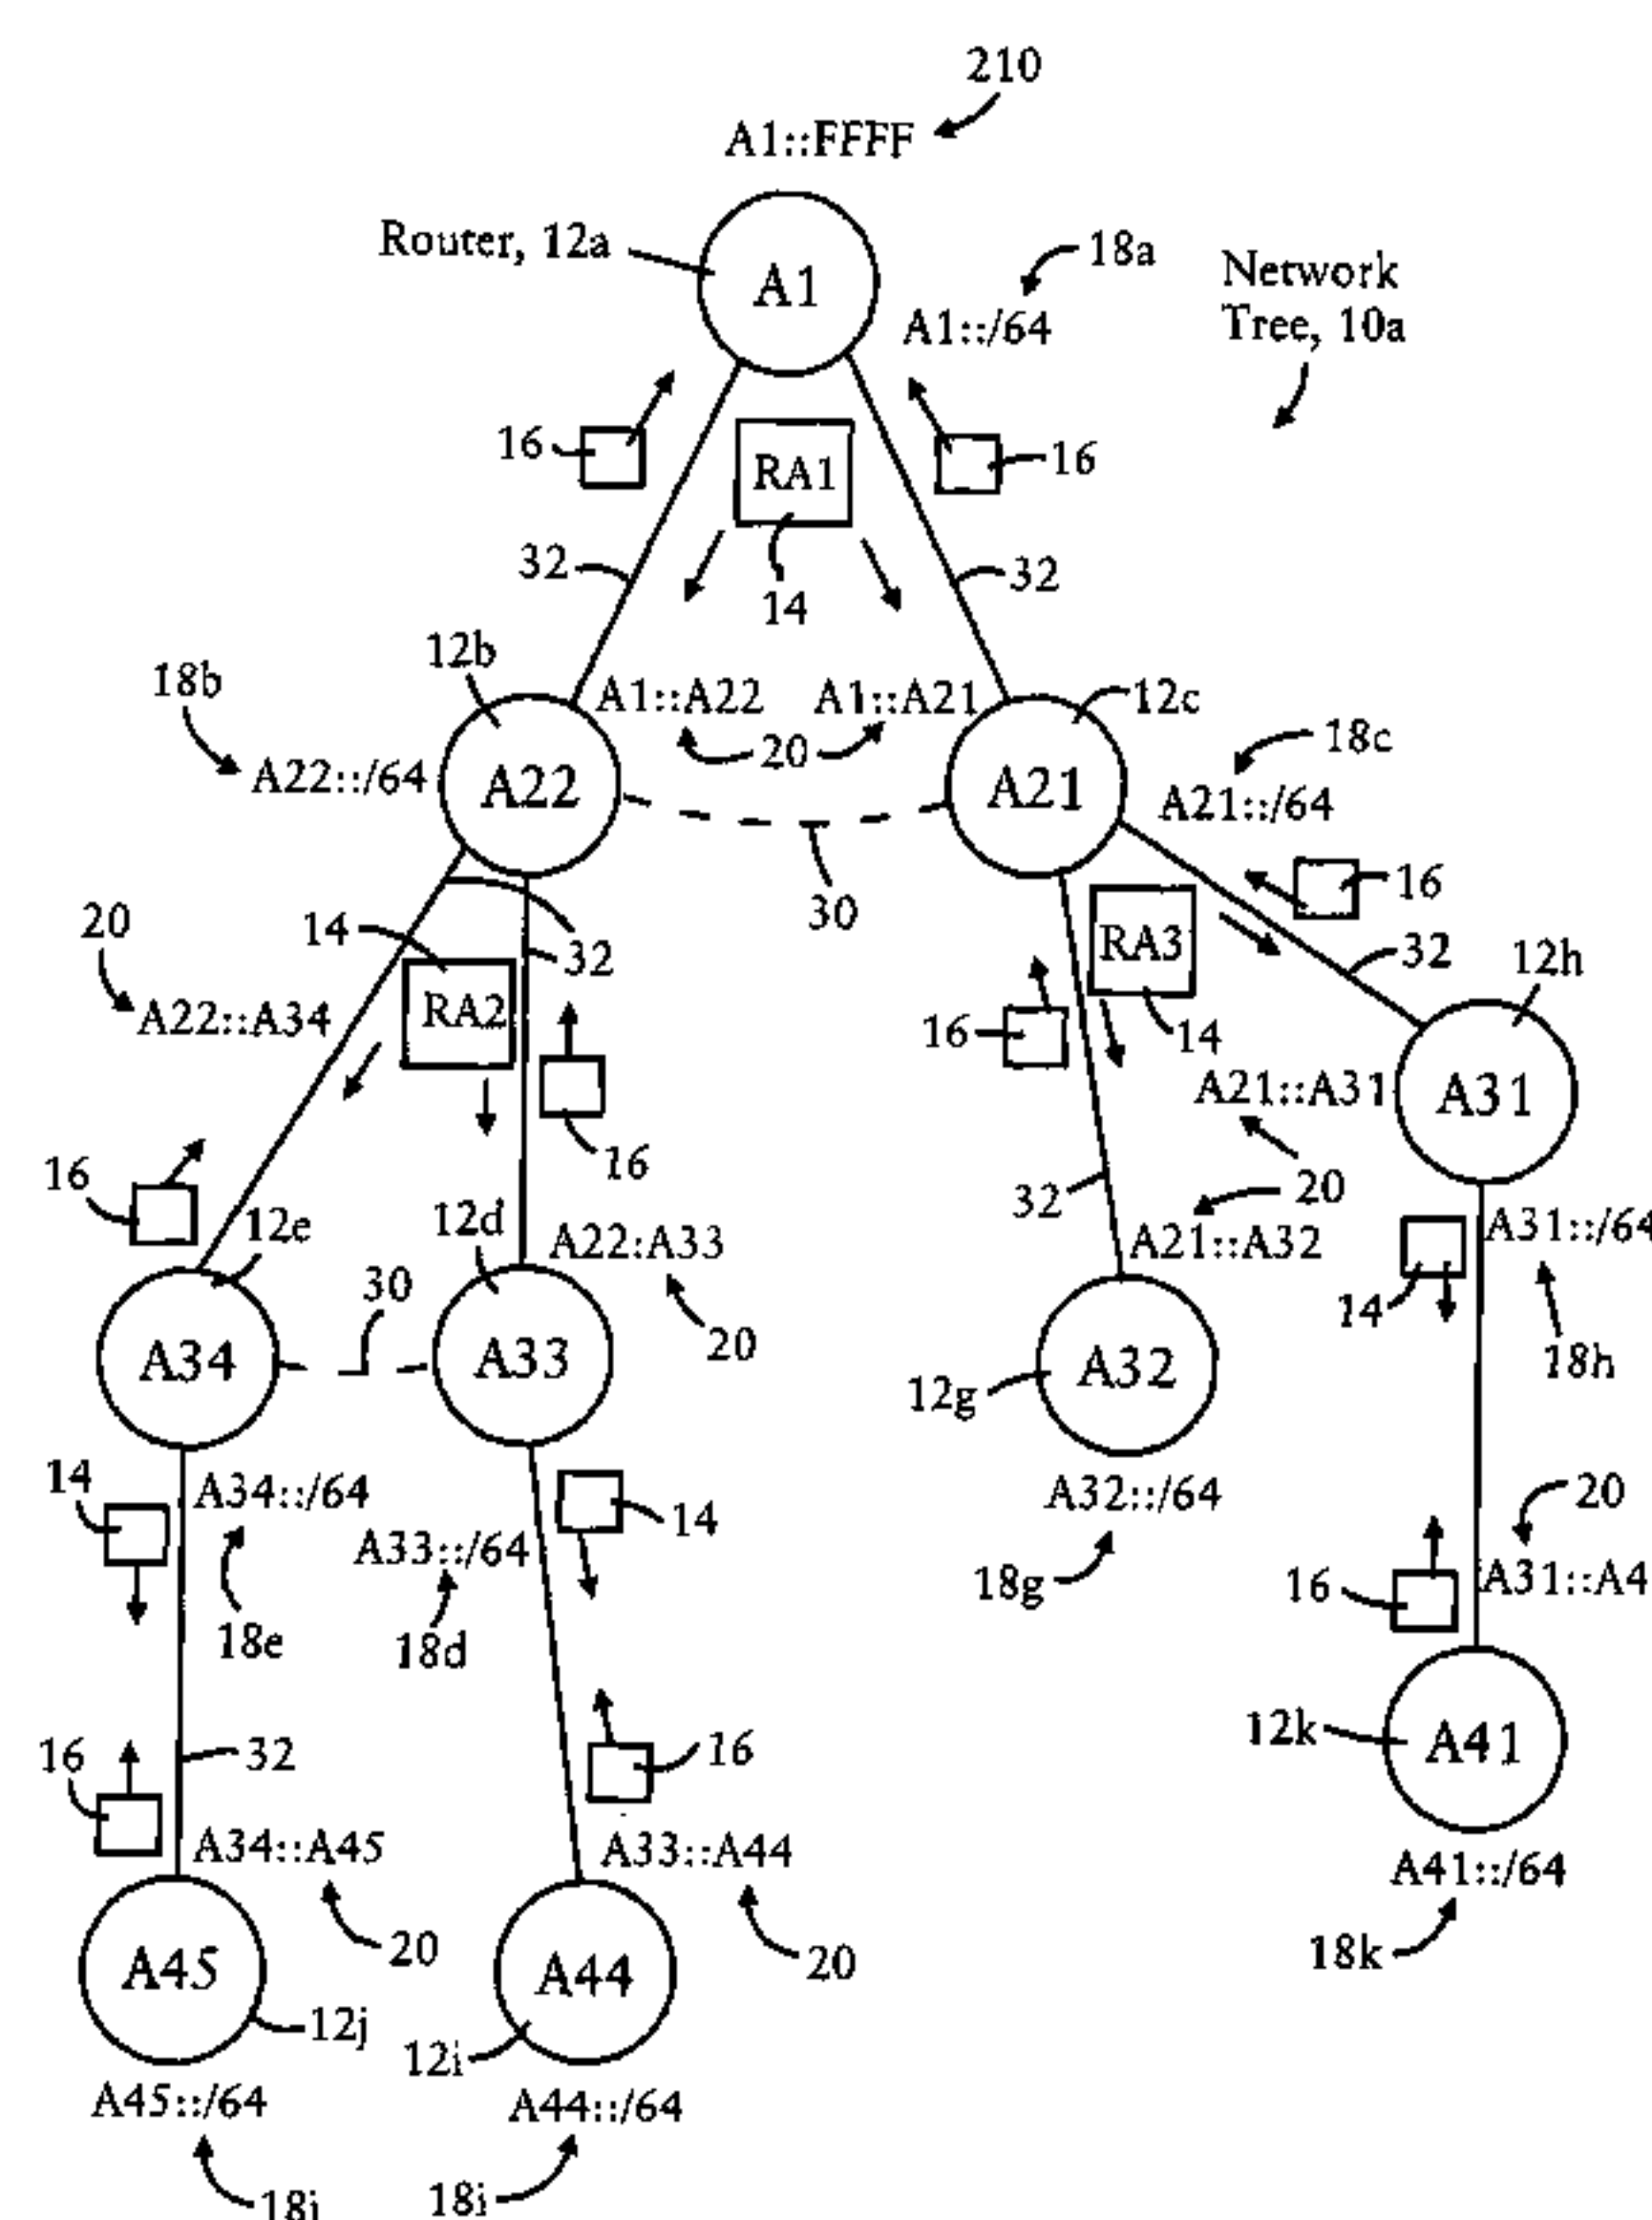 210
A1::FFFF
Router, 12a
A1
18a
A1::/64
Network
Tree, 10a
16
RA1
16
32
14
32
12b
18b
A1::A22
A1::A21
12c
20
18c
A22::/64
A22
A21
A21::/64
30
16
20
14
32
RA3
32
12h
A22::A34
RA2
16
14
A21::A31
A31
16
16
12e
12d
A22:A33
32
20
A21::A32
A31::/64
30
20
14
18h
A34
A33
A32
12g
14
A34::/64
14
A33::/64
A32::/64
20
18e
18d
18g
16
A31::A4
16
32
16
12k
A41
A34::A45
A33::A44
A41::/64
20
20
18k
A45
A44
12j
12i
A45::/64
A44::/64
18i